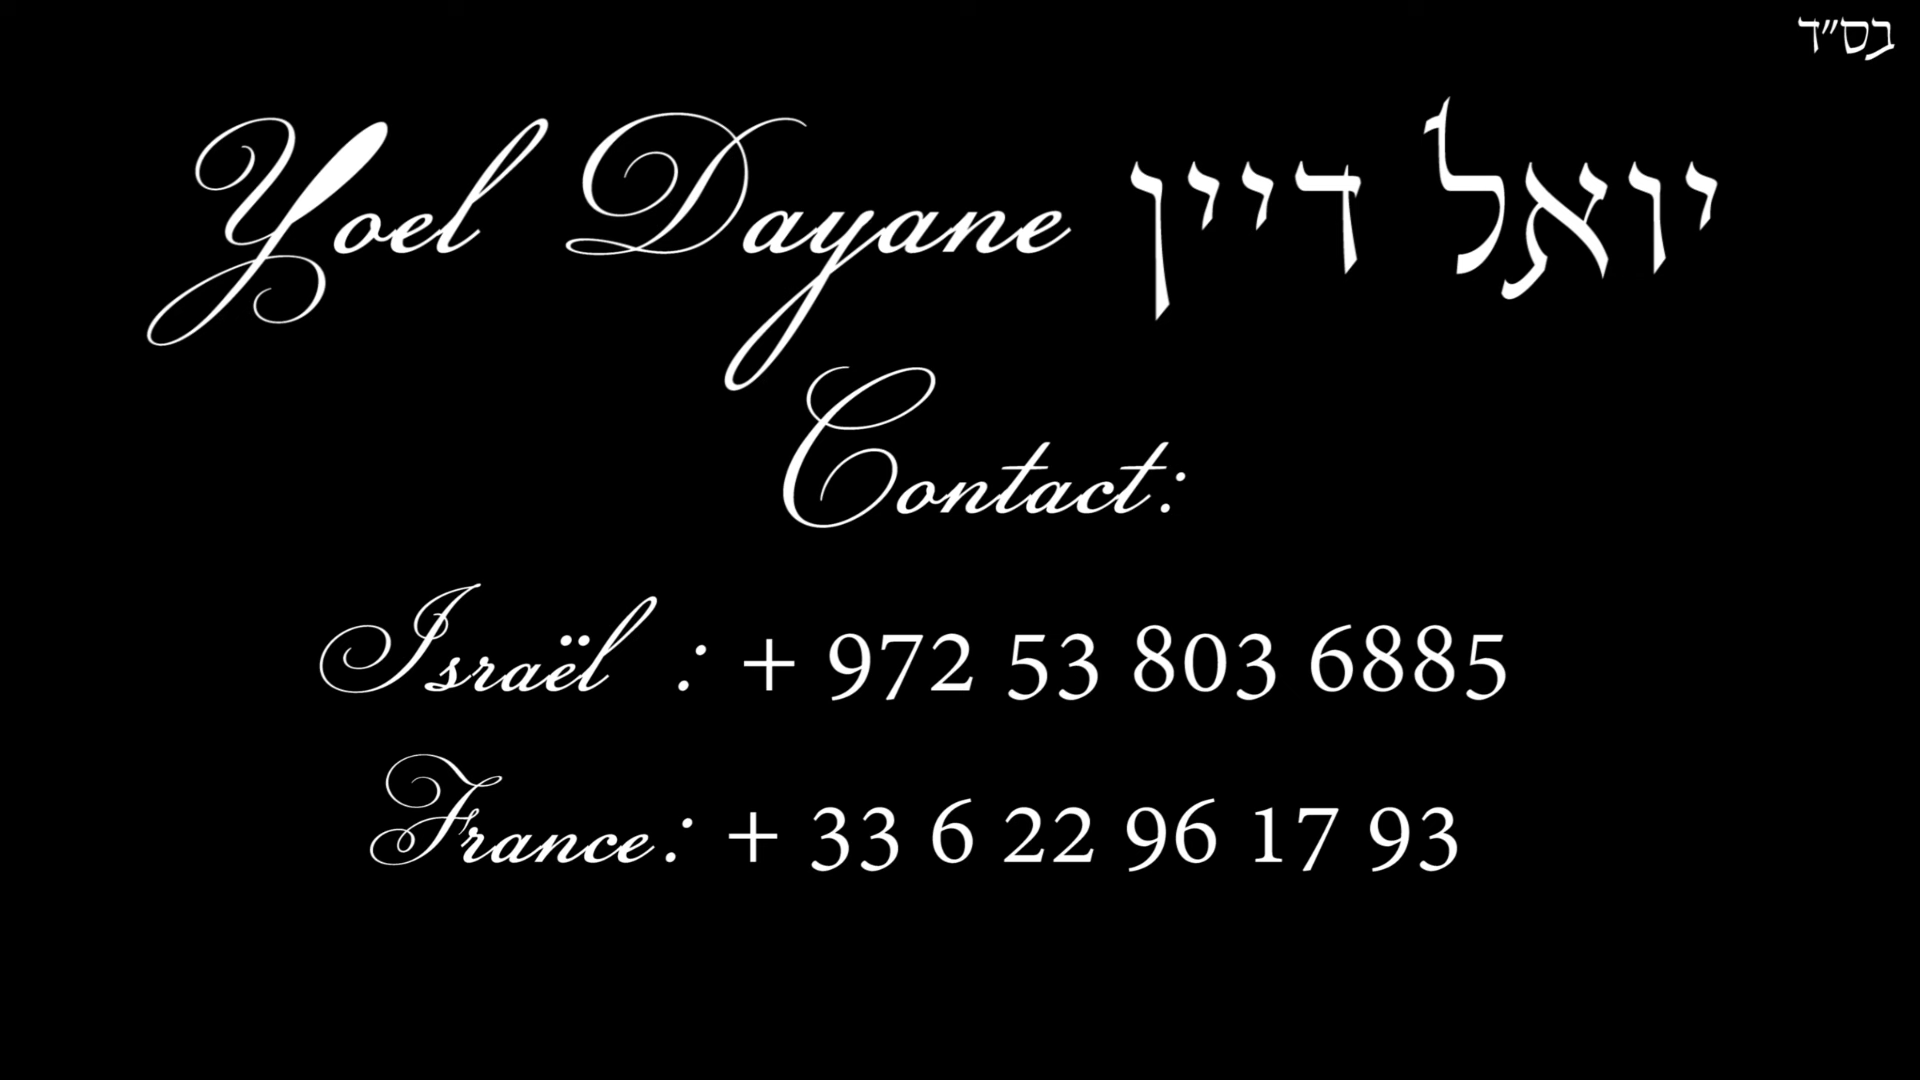 בס״ד
Yoel Dayane יואל דיין
Contact:
Israël : + 972 53 803 6885
France: + 33 6 22 96 17 93